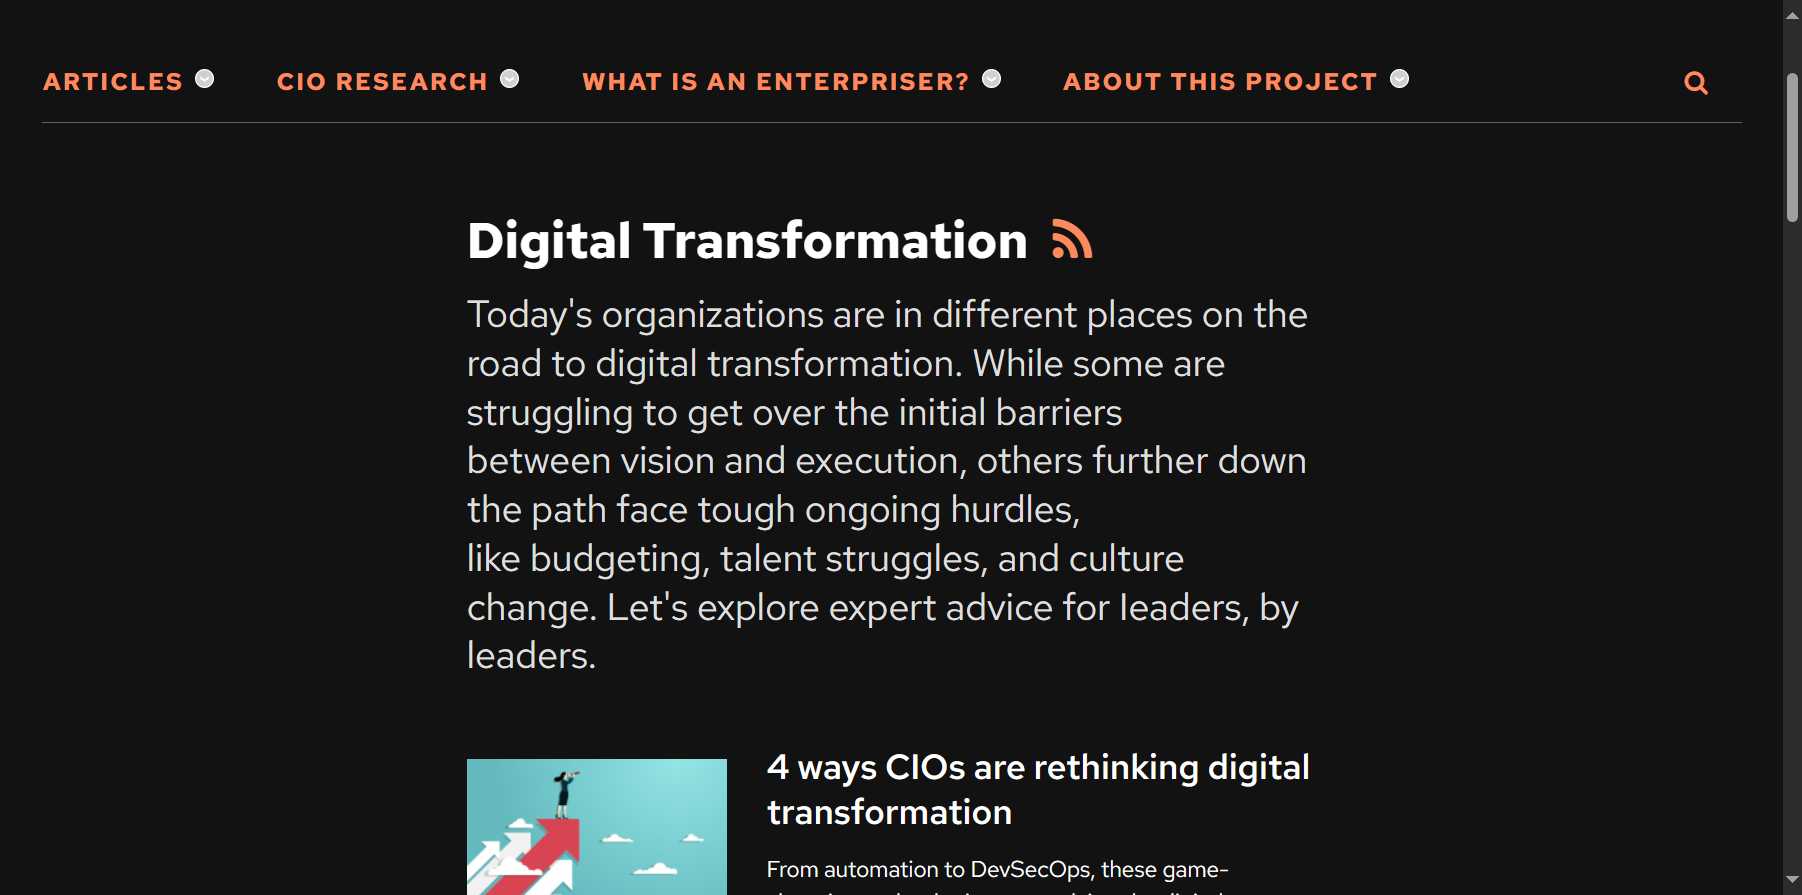 ARTICLES
CIO RESEARCH
WHAT IS AN ENTERPRISER?
ABOUT THIS PROJECT
Digital Transformation
Today's organizations are in different places on the
road to digital transformation. While some are
struggling to get over the initial barriers
between vision and execution, others further down
the path face tough ongoing hurdles,
like budgeting, talent struggles, and culture
change. Let's explore expert advice for leaders, by
leaders.
4 ways CIOs are rethinking digital
transformation
From automation to DevSecOps, these game-